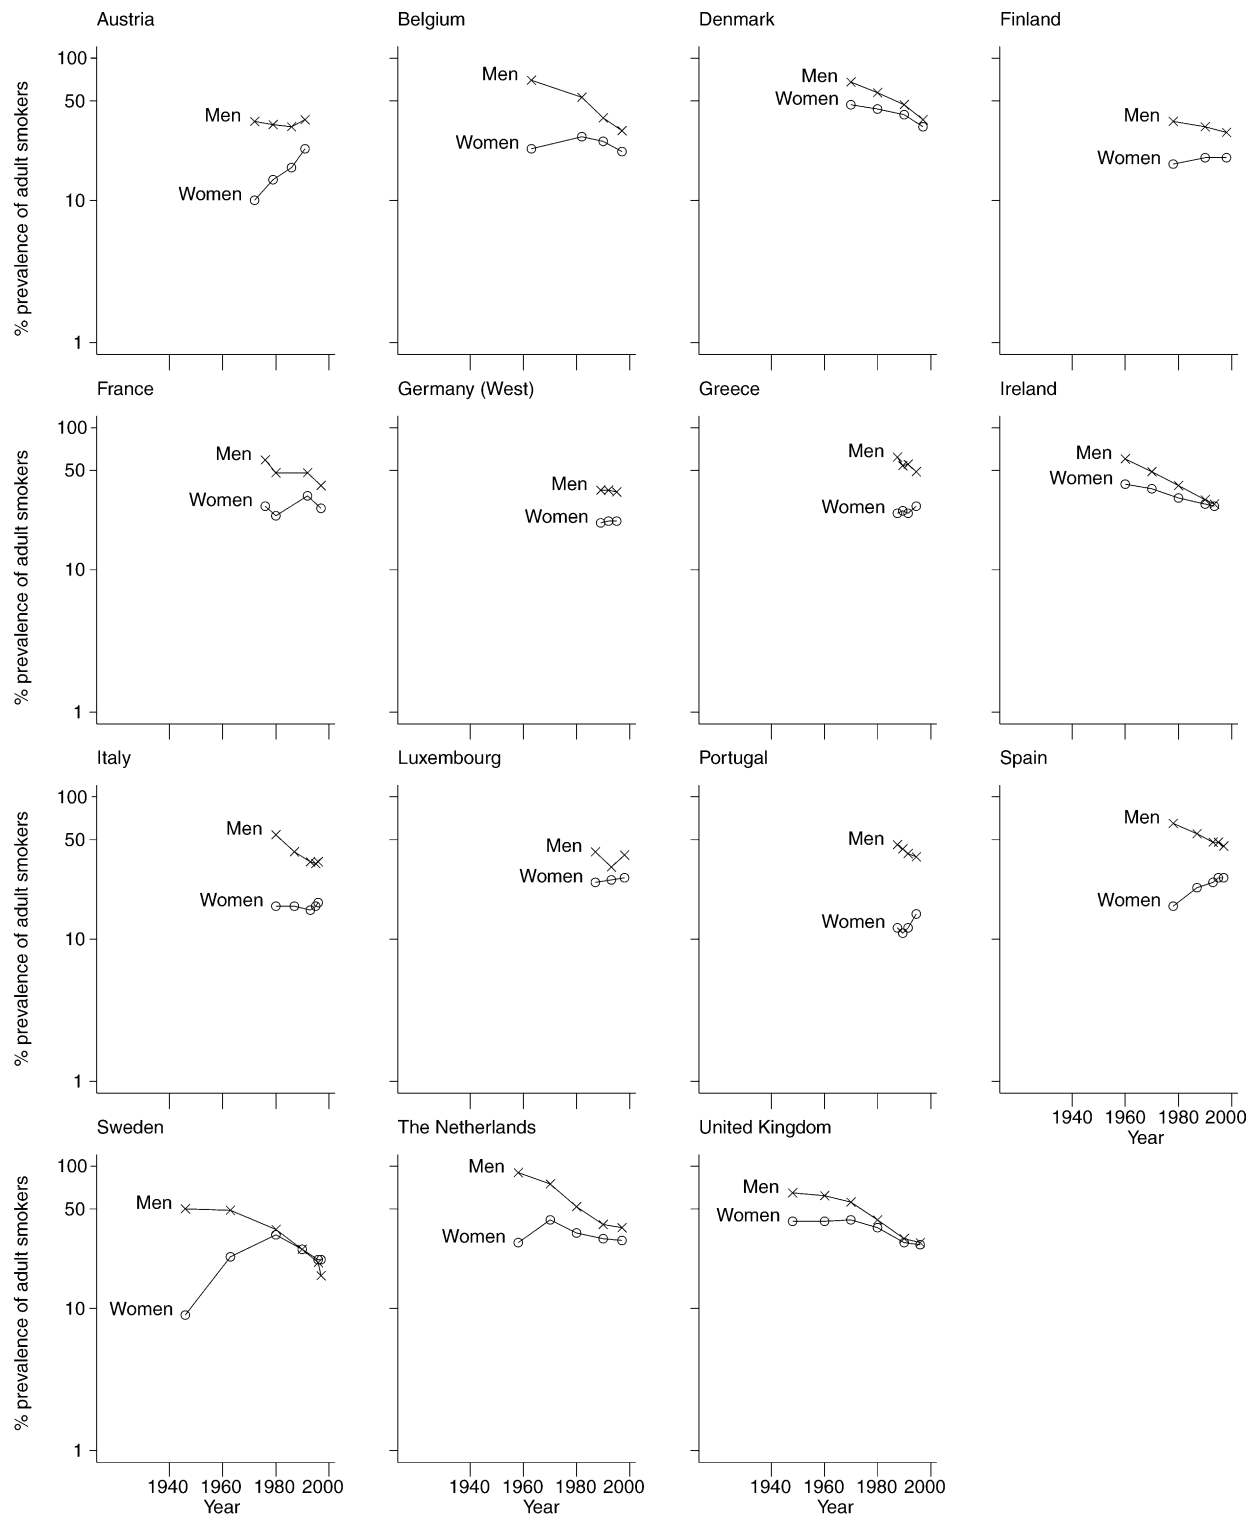 Austria
Belgium
Denmark
Finland
% prevalence of adult smokers
100
50
10
1
Men
Women
Men
Women
Men
Women
Men
Women
France
Germany (West)
Greece
Ireland
% prevalence of adult smokers
100
50
10
1
Men
Women
Men
Women
Men
Women
Men
Women
Italy
Luxembourg
Portugal
Spain
% prevalence of adult smokers
100
50
10
1
Men
Women
Men
Women
Men
Women
Men
Women
1940 1960 1980 2000
Year
Sweden
The Netherlands
United Kingdom
% prevalence of adult smokers
100
50
10
1
Men
Women
Men
Women
Men
Women
1940 1960 1980 2000
Year
1940 1960 1980 2000
Year
1940 1960 1980 2000
Year